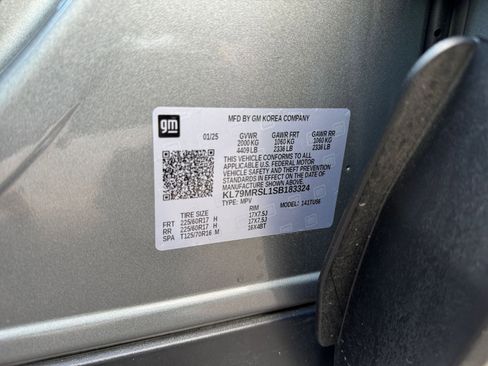 gm
MFD BY GM KOREA COMPANY
01/25 GVWR GAWR FRT GAWR RR
2000 KG 1060 KG 1060 KG
4409 LB 2336 LB 2336 LB
THIS VEHICLE CONFORMS TO ALL
APPLICABLE U.S. FEDERAL MOTOR
VEHICLE SAFETY AND THEFT PREVENTION
STANDARDS IN EFFECT ON THE DATE OF
MANUFACTURE SHOWN ABOVE.
KL79MRSL1SB183324
TYPE: MPV MODEL: 1TU56
TIRE SIZE RIM
FRT 225/60R17 H 17X7.5J
RR 225/60R17 H 17X7.5J
SPA T125/70R16 M 16X4BT